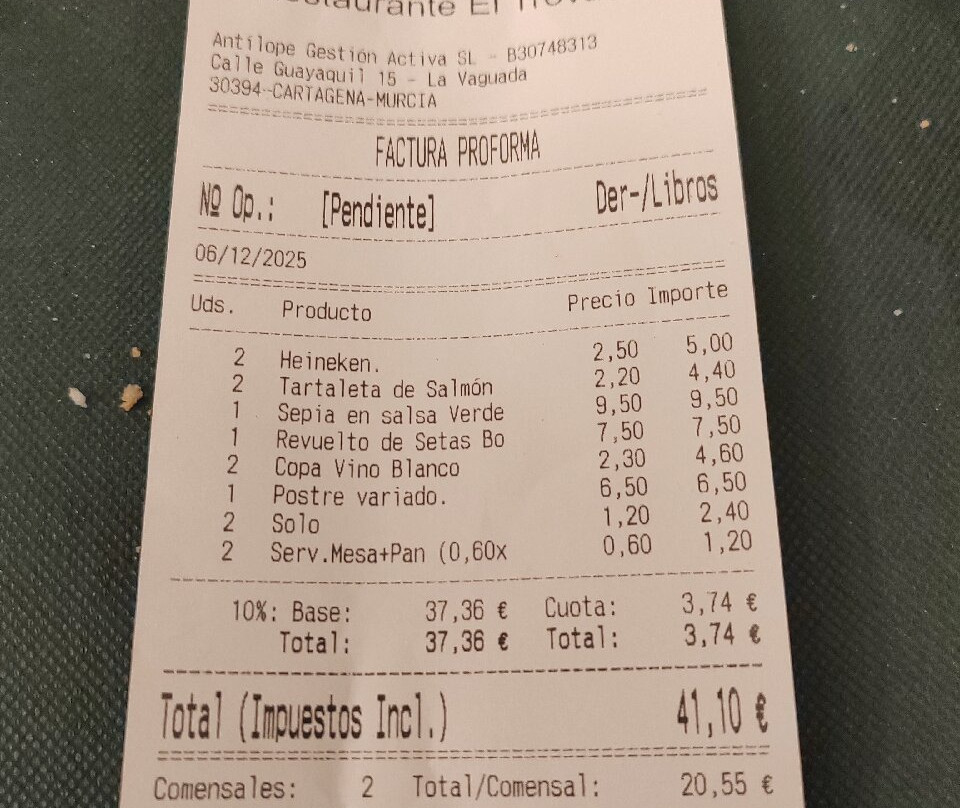 Restaurante El
Antílope Gestión Activa SL - B30748313
Calle Guayaquil 15 - La Vaguada
30394-CARTAGENA-MURCIA
FACTURA PROFORMA
Nº Op.: [Pendiente] Der-/Libros
06/12/2025
Uds. Producto Precio Importe
2 Heineken. 2,50 5,00
2 Tartaleta de Salmón 2,20 4,40
1 Sepia en salsa Verde 9,50 9,50
1 Revuelto de Setas Bo 7,50 7,50
2 Copa Vino Blanco 2,30 4,60
1 Postre variado. 6,50 6,50
2 Solo 1,20 2,40
2 Serv.Mesa+Pan (0,60x 0,60 1,20
10%: Base: 37,36 € Cuota: 3,74 €
Total: 37,36 € Total: 3,74 €
Total (Impuestos Incl.) 41,10 €
Comensales: 2 Total/Comensal: 20,55 €